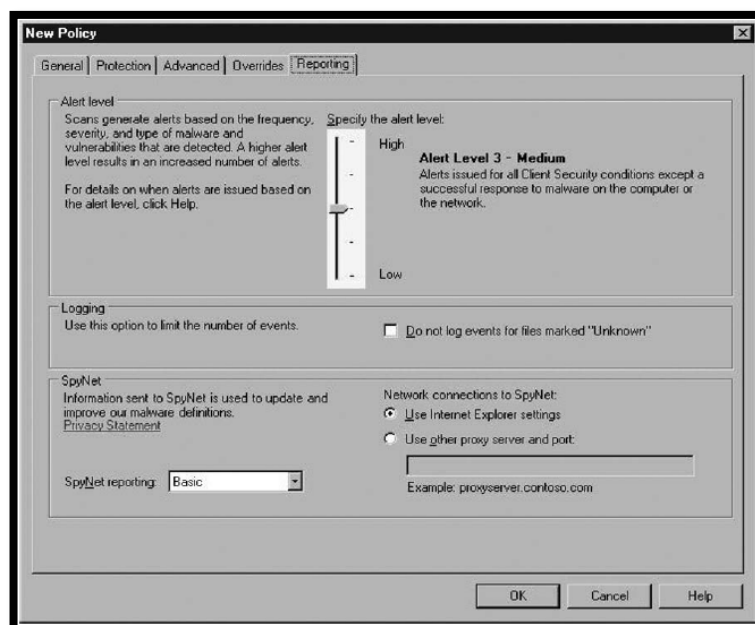 New Policy
General Protection Advanced Overrides Reporting
Alert level
Scans generate alerts based on the frequency,
severity, and type of malware and
vulnerabilities that are detected. A higher alert
level results in an increased number of alerts.
For details on when alerts are issued based on
the alert level, click Help.
Specify the alert level:
High
Low
Alert Level 3 - Medium
Alerts issued for all Client Security conditions except a
successful response to malware on the computer or
the network.
Logging
Use this option to limit the number of events.
Do not log events for files marked "Unknown"
SpyNet
Information sent to SpyNet is used to update and
improve our malware definitions.
Privacy Statement
SpyNet reporting: Basic
Network connections to SpyNet:
Use Internet Explorer settings
Use other proxy server and port:
Example: proxyserver.contoso.com
OK Cancel Help